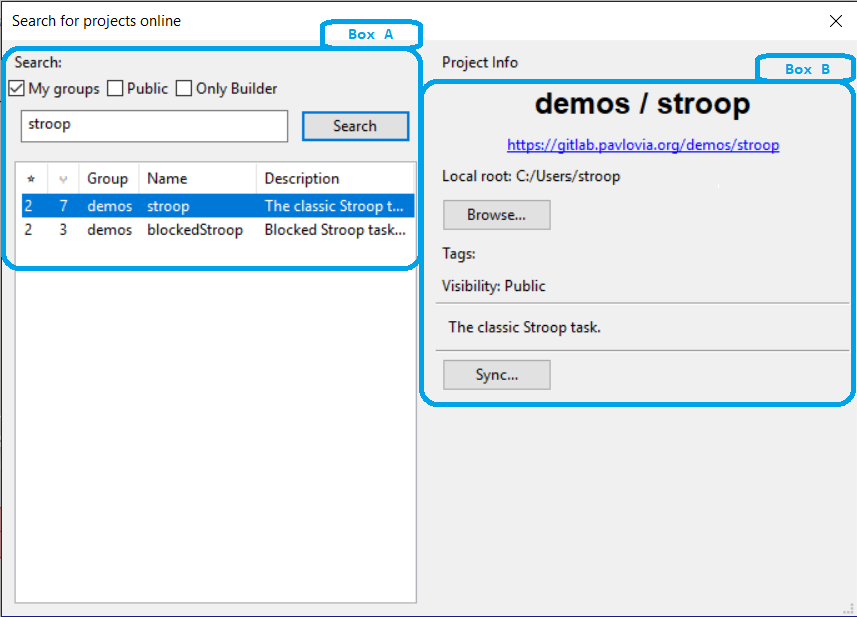 Search for projects online
Box A
Search:
My groups Public Only Builder
stroop
Search
Group Name Description
2 7 demos stroop The classic Stroop t...
2 3 demos blockedStroop Blocked Stroop task...
Project Info
Box B
demos / stroop
https://gitlab.pavlovia.org/demos/stroop
Local root: C:/Users/stroop
Browse...
Tags:
Visibility: Public
The classic Stroop task.
Sync...